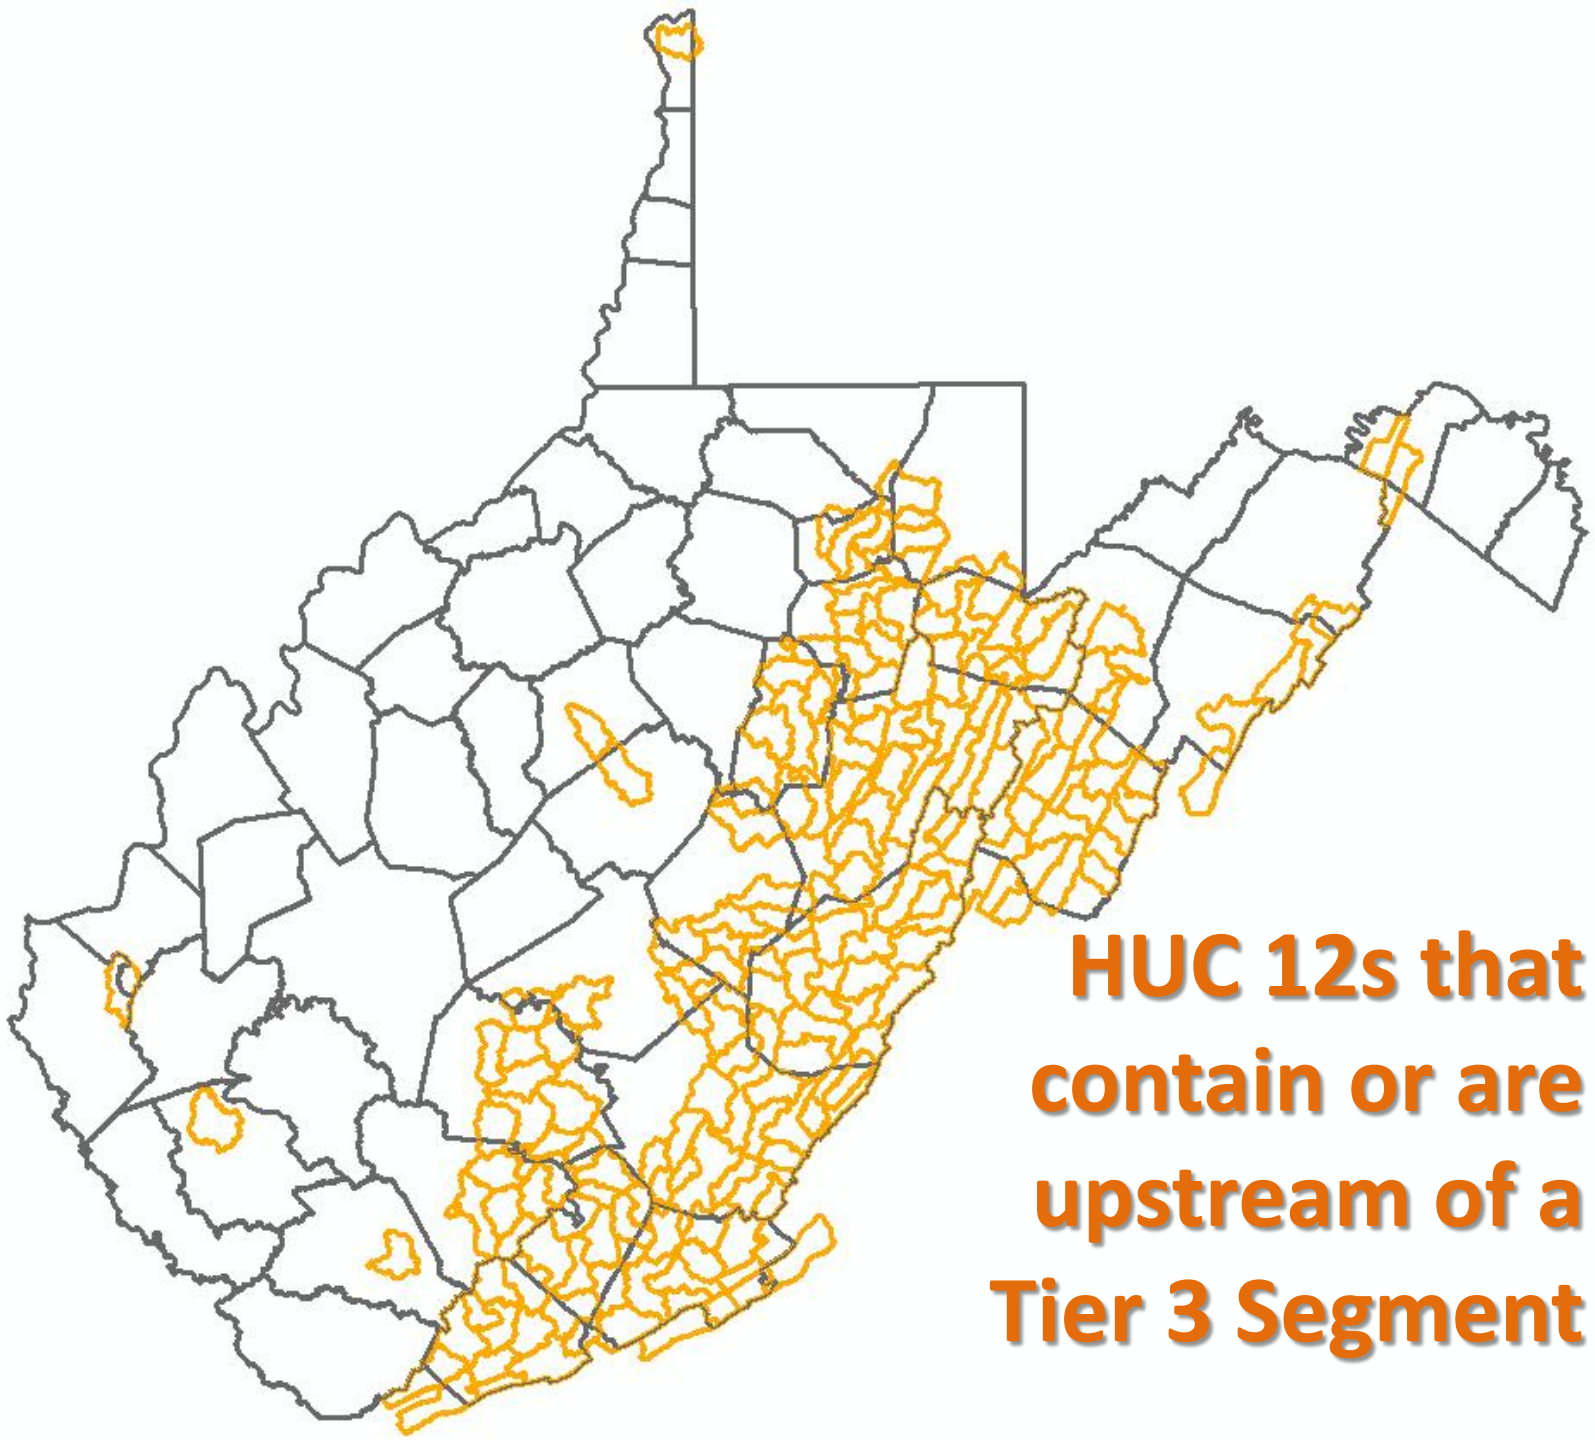 HUC 12s that
contain or are
upstream of a
Tier 3 Segment